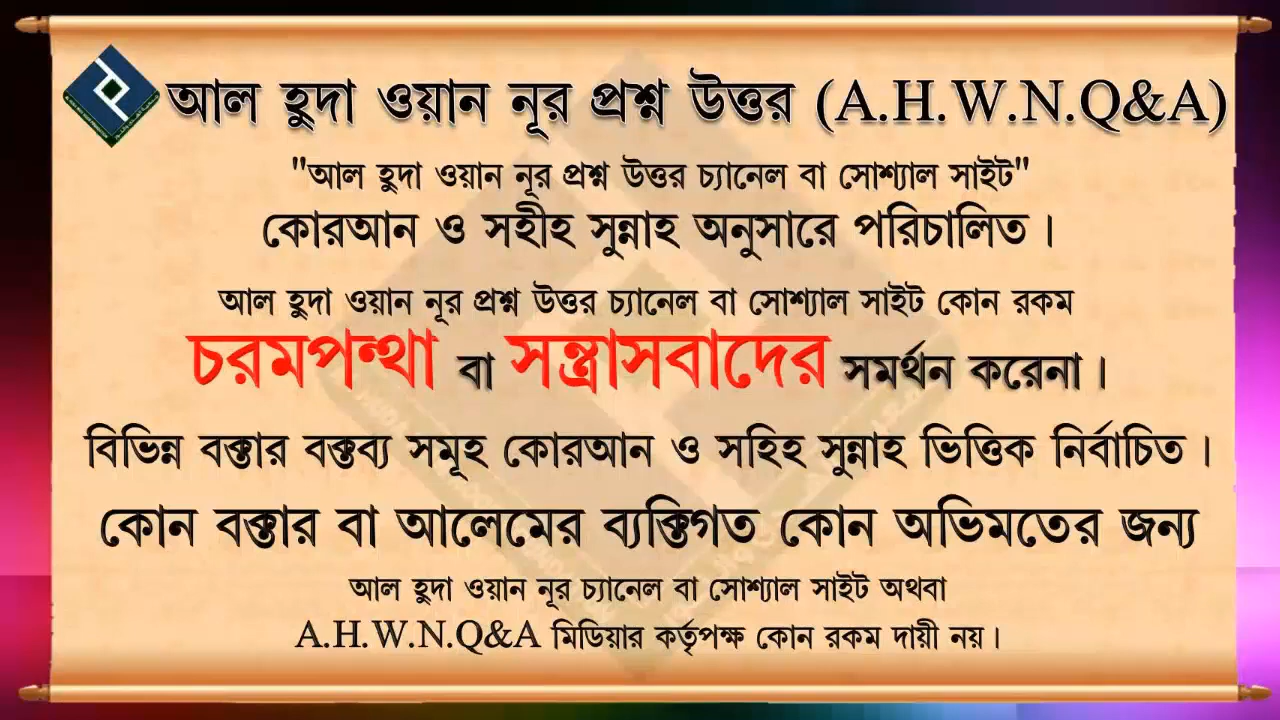 আল হুদা ওয়ান নূর প্রশ্ন উত্তর (A.H.W.N.Q&A)
"আল হুদা ওয়ান নূর প্রশ্ন উত্তর চ্যানেল বা সোশ্যাল সাইট"
কোরআন ও সহীহ সুন্নাহ অনুসারে পরিচালিত ।
আল হুদা ওয়ান নূর প্রশ্ন উত্তর চ্যানেল বা সোশ্যাল সাইট কোন রকম
চরমপন্থা বা সন্ত্রাসবাদের সমর্থন করেনা ।
বিভিন্ন বক্তার বক্তব্য সমূহ কোরআন ও সহিহ সুন্নাহ ভিত্তিক নির্বাচিত ।
কোন বক্তার বা আলেমের ব্যক্তিগত কোন অভিমতের জন্য
আল হুদা ওয়ান নূর চ্যানেল বা সোশ্যাল সাইট অথবা
A.H.W.N.Q&A মিডিয়ার কর্তৃপক্ষ কোন রকম দায়ী নয় ।